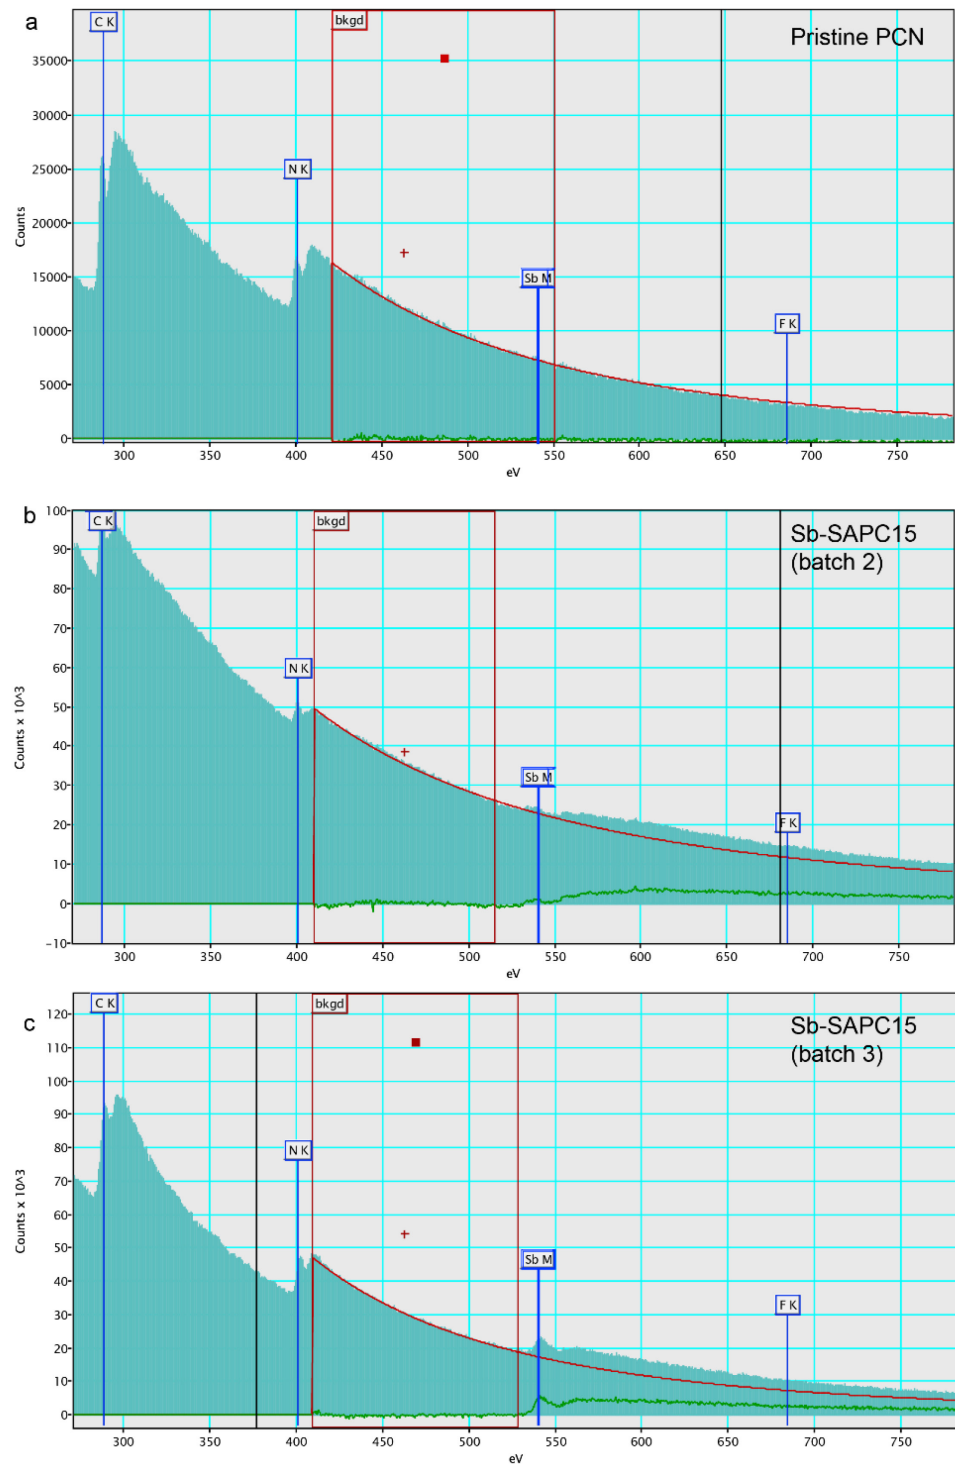 a
C K
bkgd
Pristine PCN
35000
30000
25000
N K
20000
Counts
15000
Sb M
10000
F K
5000
0
300 350 400 450 500 550 600 650 700 750
eV
b
100
C K
bkgd
Sb-SAPC15
(batch 2)
90
80
70
60
N K
50
Counts x 10^3
40
Sb M
30
20
F K
10
0
-10
300 350 400 450 500 550 600 650 700 750
eV
c
C K
bkgd
Sb-SAPC15
(batch 3)
120
110
100
90
80
N K
70
60
Counts x 10^3
50
Sb M
40
F K
30
20
10
0
300 350 400 450 500 550 600 650 700 750
eV